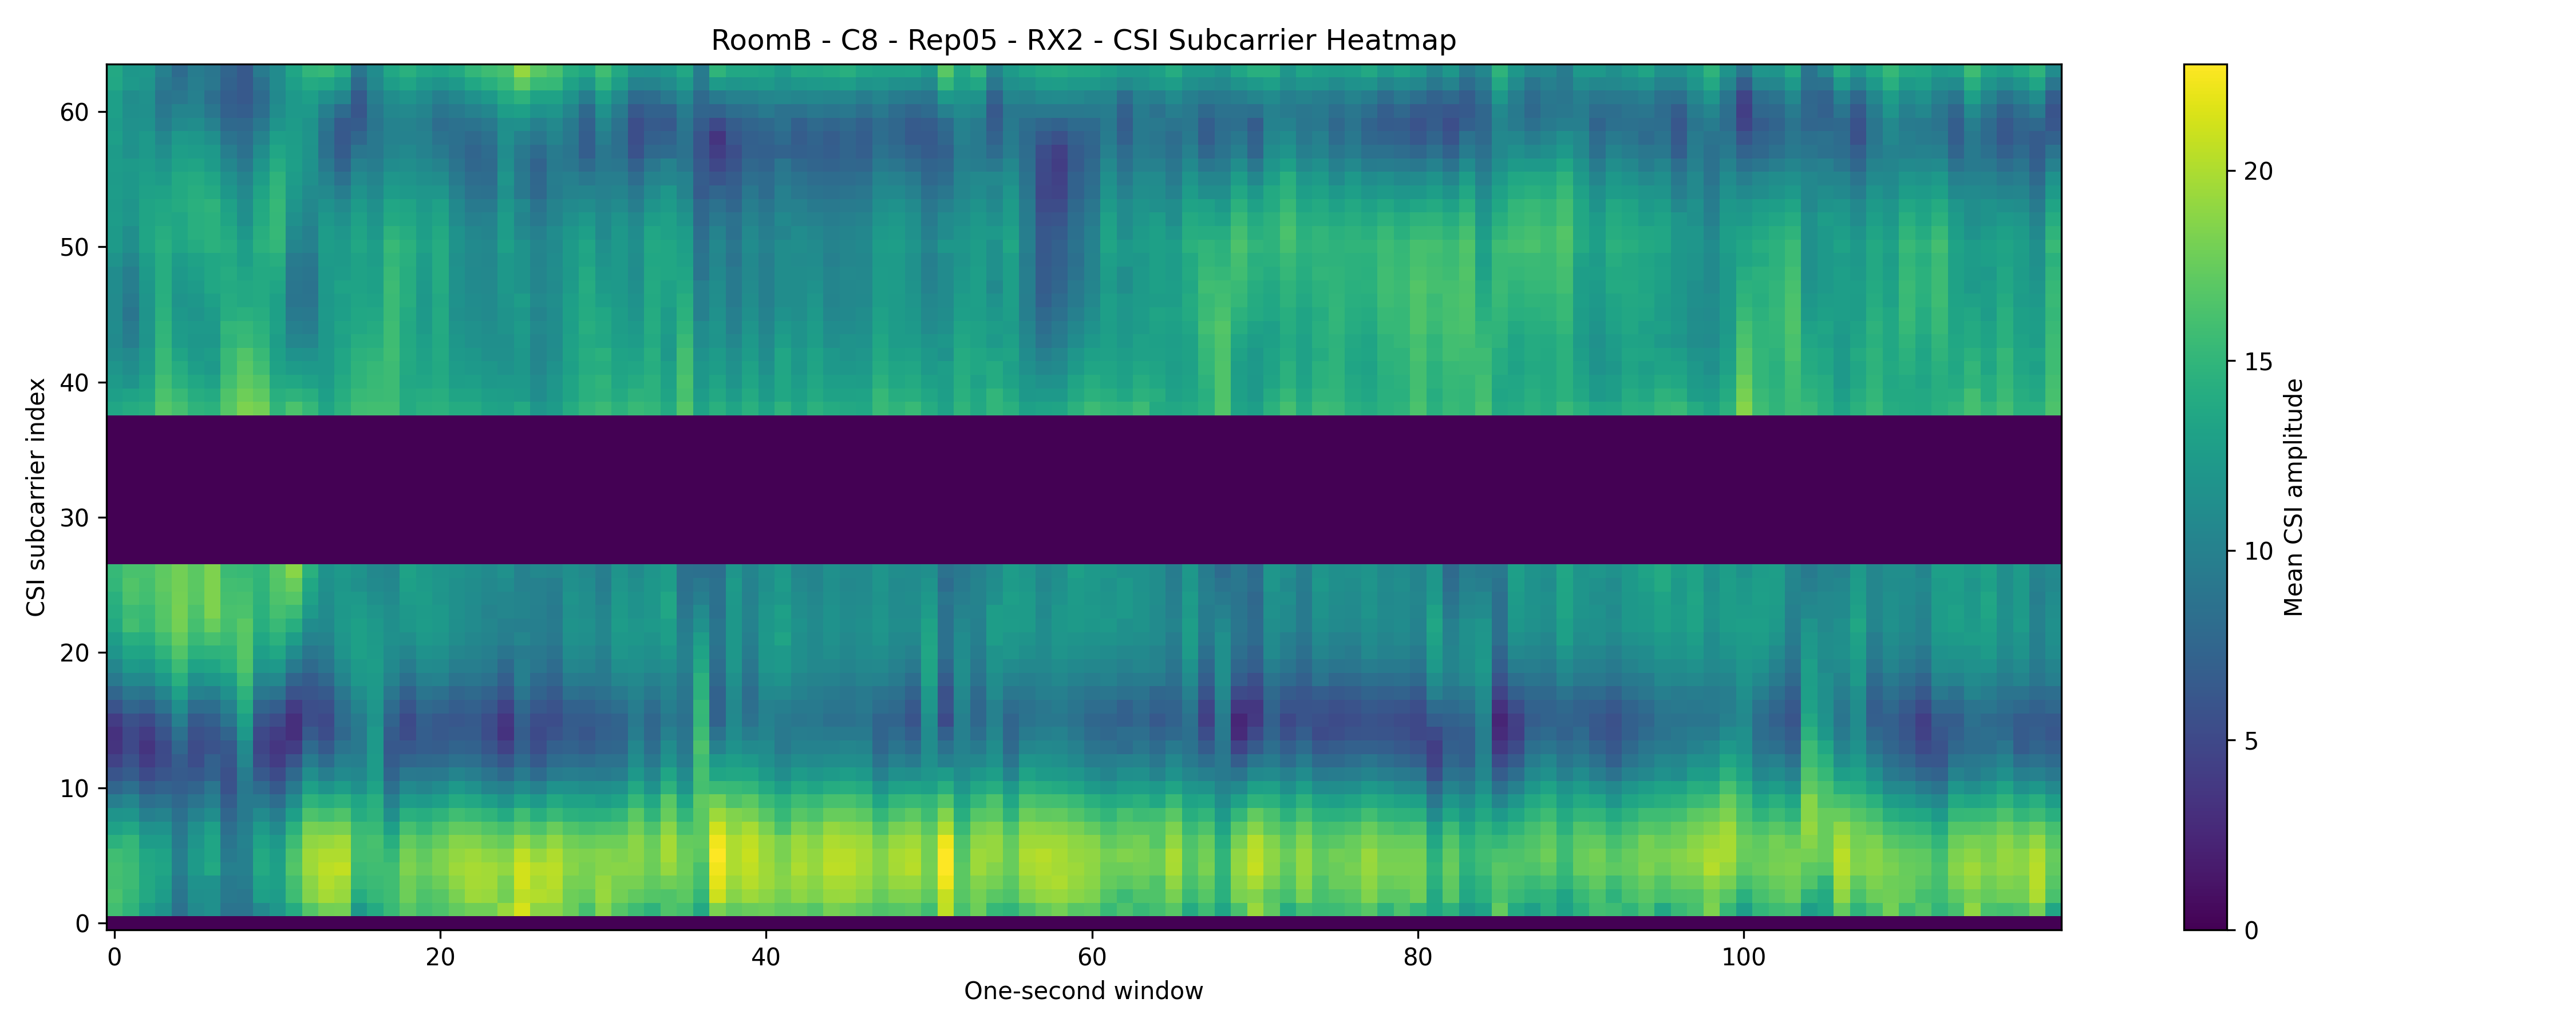 RoomB - C8 - Rep05 - RX2 - CSI Subcarrier Heatmap
CSI subcarrier index
60
50
40
30
20
10
0
0 20 40 60 80 100
One-second window
20
15
10
5
0
Mean CSI amplitude